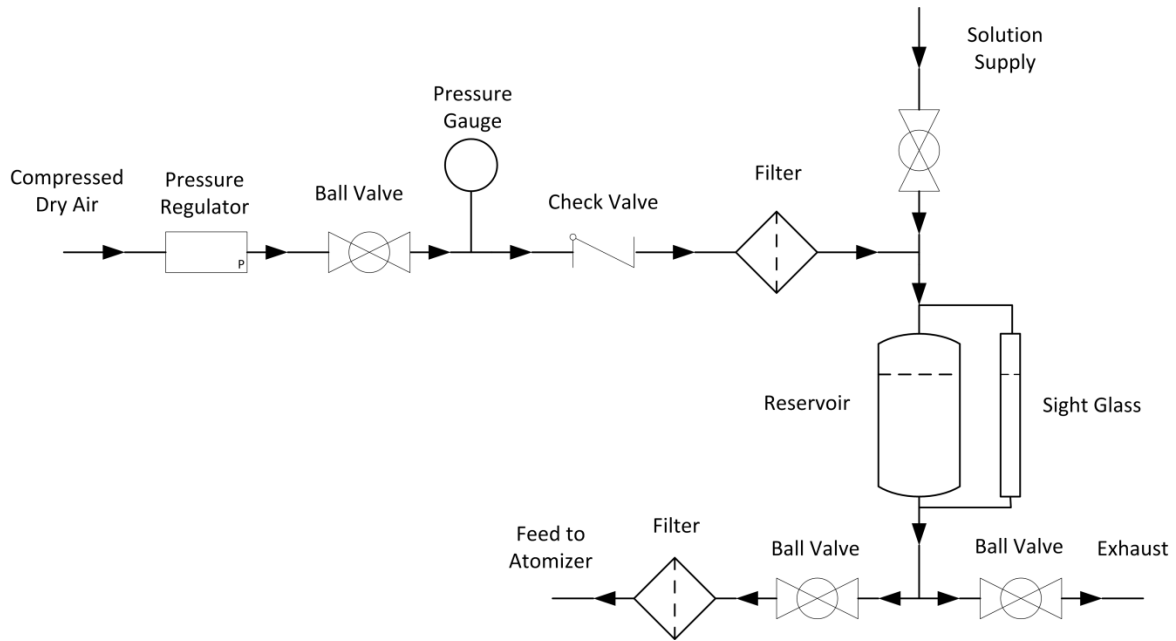 Solution
Supply
Pressure
Gauge
Compressed
Dry Air
Pressure
Regulator
P
Ball Valve
Check Valve
Filter
Reservoir
Sight Glass
Feed to
Atomizer
Filter
Ball Valve
Ball Valve
Exhaust